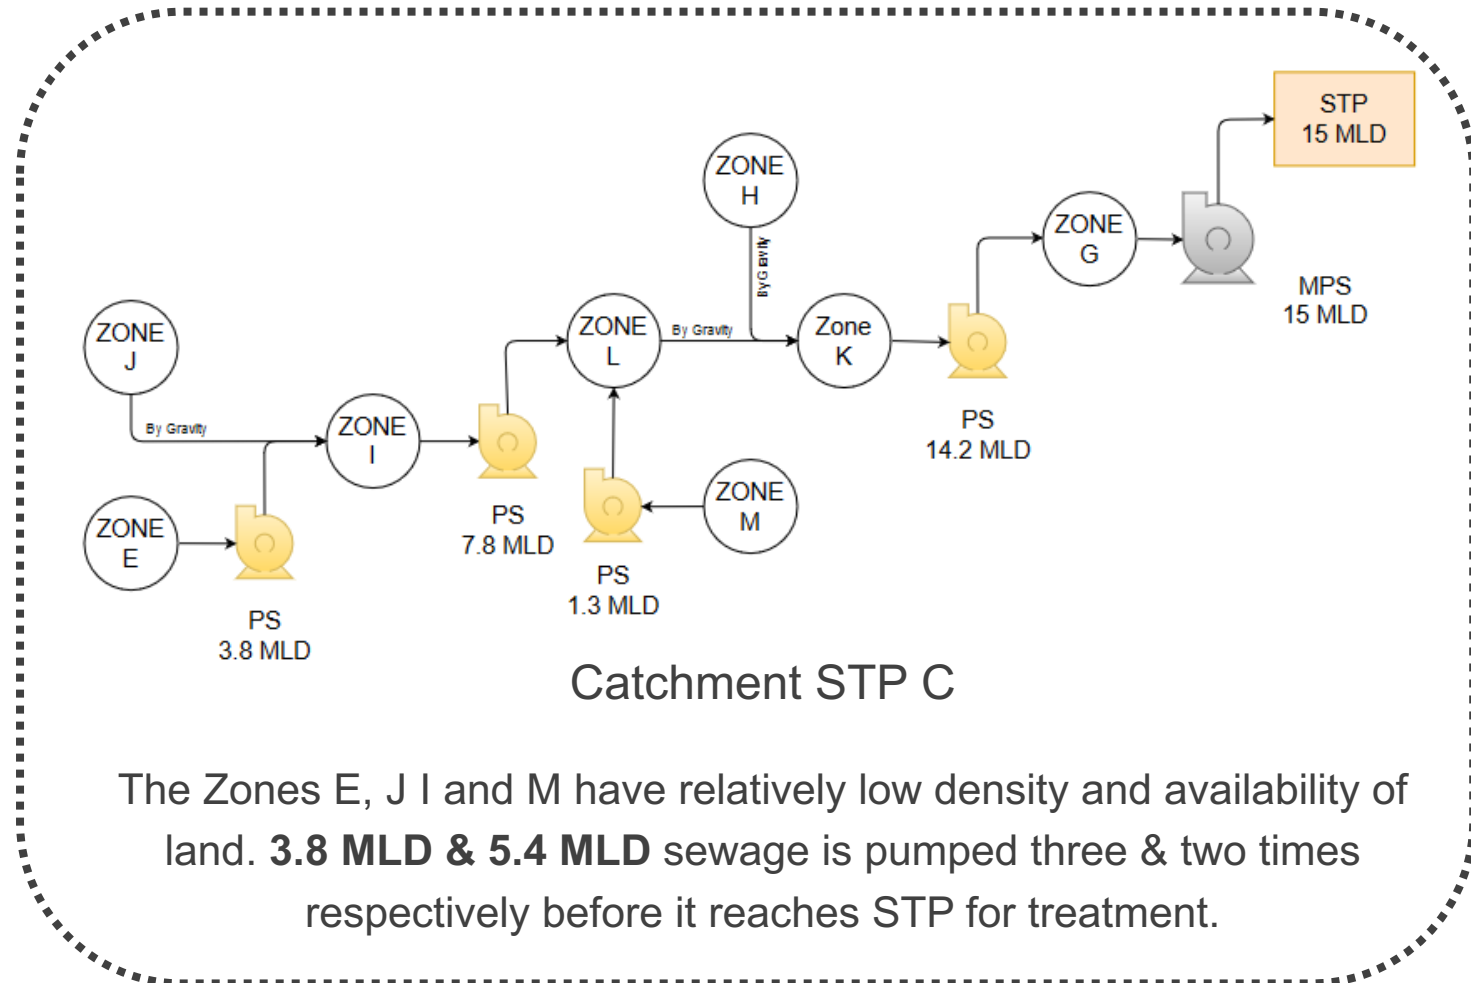 STP
15 MLD
ZONE
H
By Gravity
ZONE
G
MPS
15 MLD
ZONE
J
By Gravity
ZONE
L
By Gravity
Zone
K
PS
14.2 MLD
ZONE
I
PS
7.8 MLD
ZONE
M
ZONE
E
PS
1.3 MLD
PS
3.8 MLD
Catchment STP C
The Zones E, J I and M have relatively low density and availability of
land. 3.8 MLD & 5.4 MLD sewage is pumped three & two times
respectively before it reaches STP for treatment.